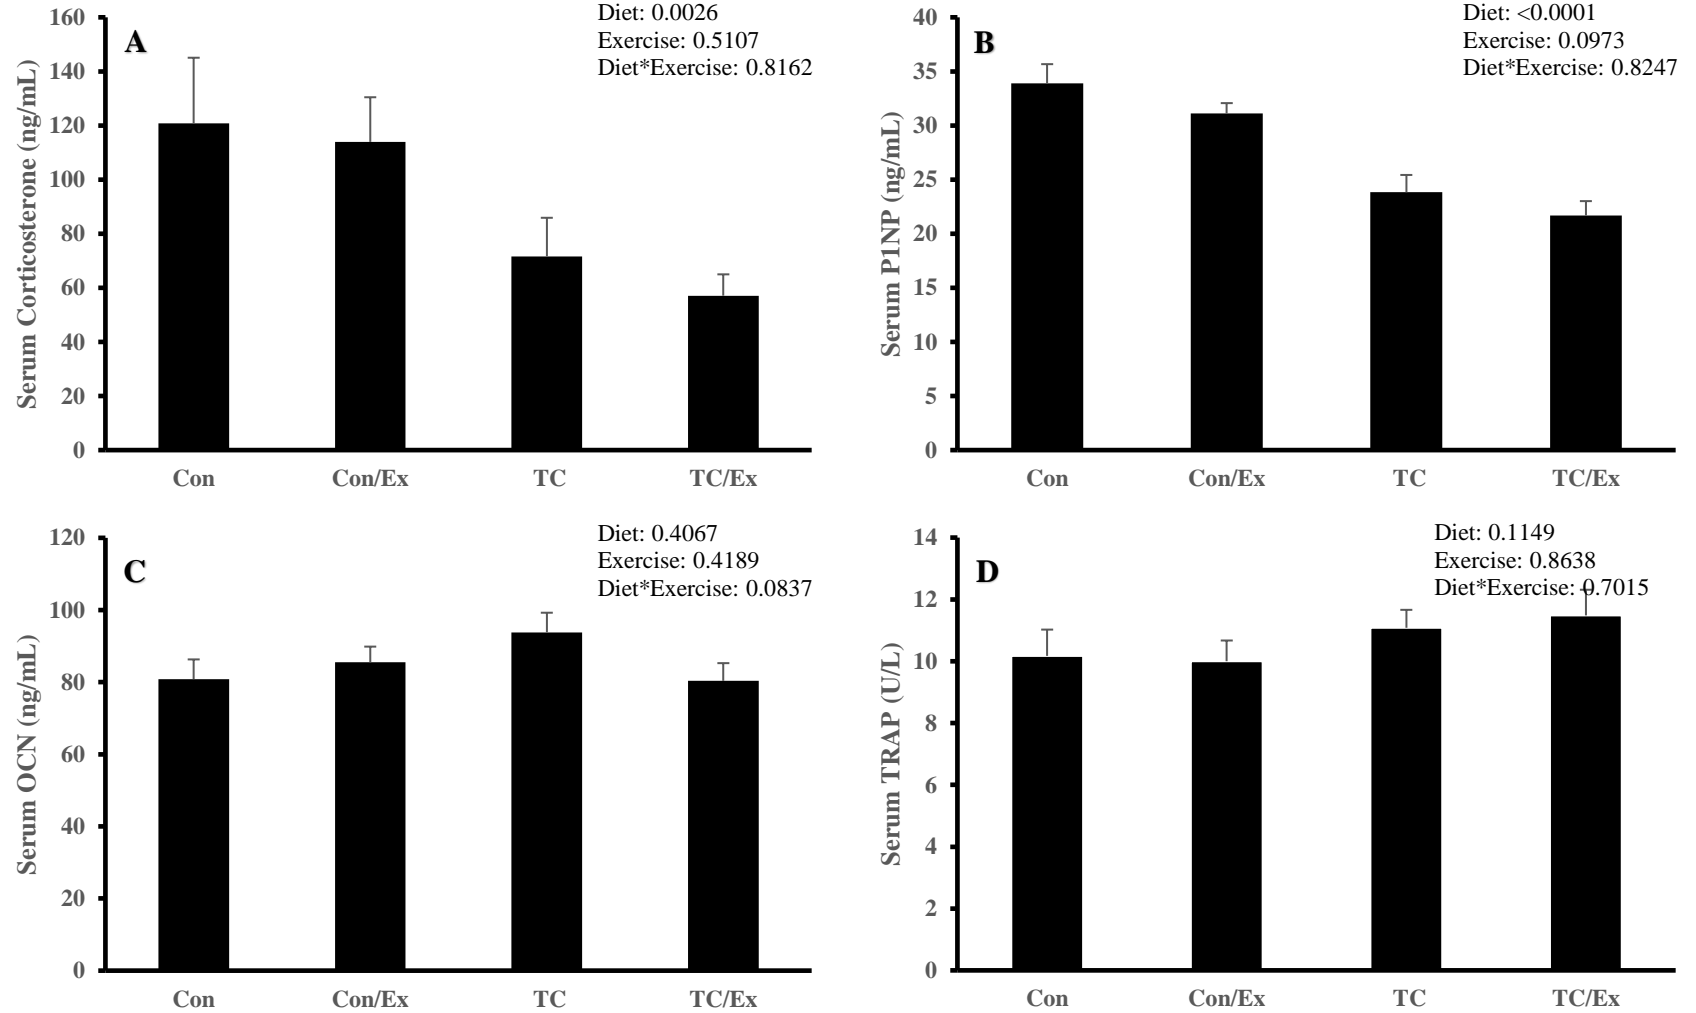 A
Diet: 0.0026
Exercise: 0.5107
Diet*Exercise: 0.8162
Serum Corticosterone (ng/mL)
160
140
120
100
80
60
40
20
0
Con Con/Ex TC TC/Ex
B
Diet: <0.0001
Exercise: 0.0973
Diet*Exercise: 0.8247
Serum P1NP (ng/mL)
40
35
30
25
20
15
10
5
0
Con Con/Ex TC TC/Ex
C
Diet: 0.4067
Exercise: 0.4189
Diet*Exercise: 0.0837
Serum OCN (ng/mL)
120
100
80
60
40
20
0
Con Con/Ex TC TC/Ex
D
Diet: 0.1149
Exercise: 0.8638
Diet*Exercise: 0.7015
Serum TRAP (U/L)
14
12
10
8
6
4
2
0
Con Con/Ex TC TC/Ex